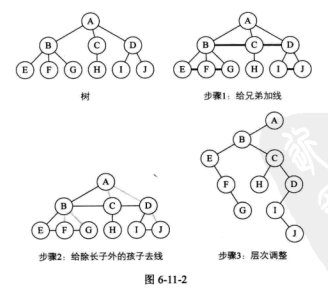 A
B C D
E F G H I J
树
A
B C D
E F G H I J
步骤1：给兄弟加线
A
B C D
E F G H I J
步骤2：给除长子外的孩子去线
A
B
E C
F H D
G I
J
步骤3：层次调整
图 6-11-2